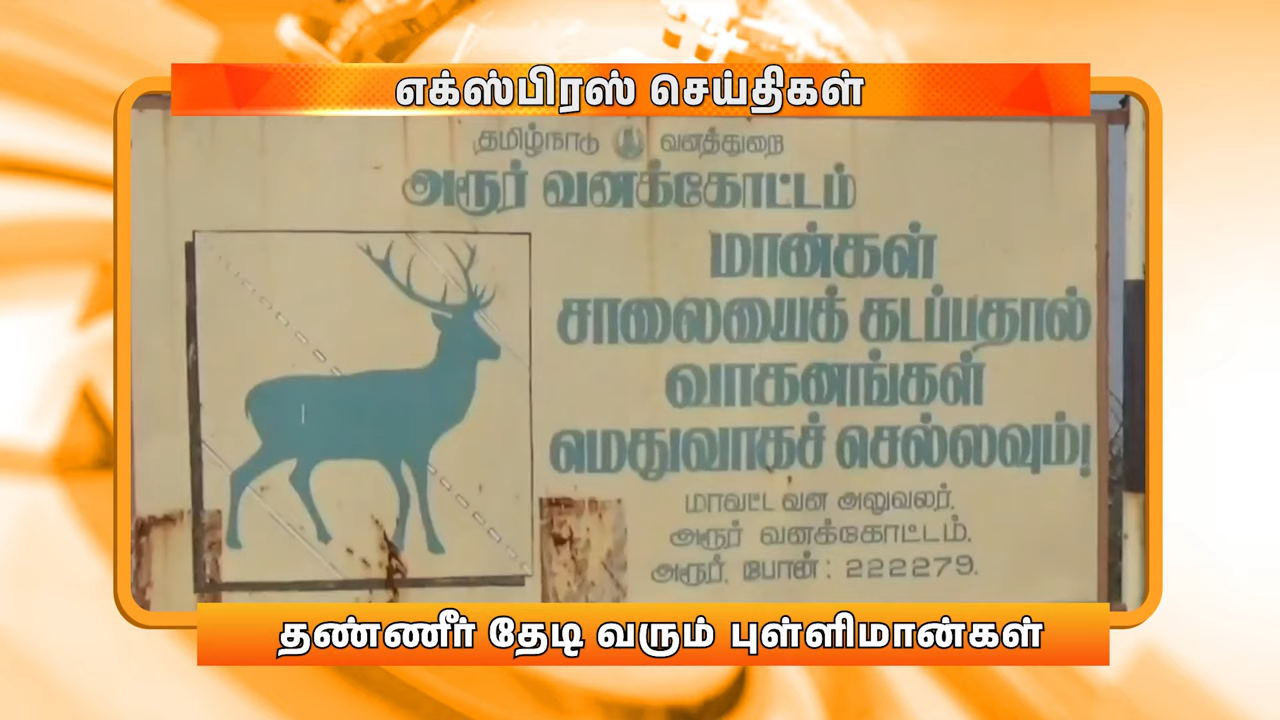 எக்ஸ்பிரஸ் செய்திகள்
தமிழ்நாடு வனத்துறை
அரூர் வனக்கோட்டம்
மான்கள்
சாலையைக் கடப்பதால்
வாகனங்கள்
மெதுவாகச் செல்லவும்!
மாவட்ட வன அலுவலர்.
அரூர் வனக்கோட்டம்.
அரூர். போன் : 222279.
தண்ணீர் தேடி வரும் புள்ளிமான்கள்